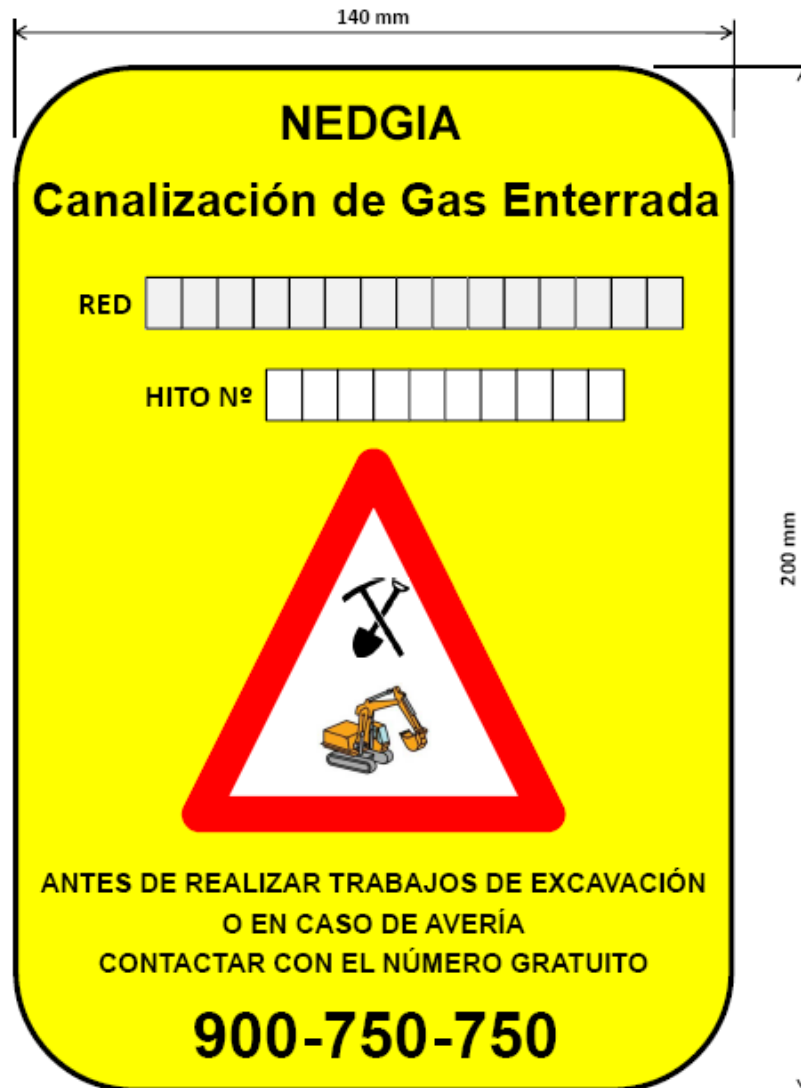 140 mm
NEDGIA
Canalización de Gas Enterrada
RED
HITO Nº
200 mm
ANTES DE REALIZAR TRABAJOS DE EXCAVACIÓN
O EN CASO DE AVERÍA
CONTACTAR CON EL NÚMERO GRATUITO
900-750-750